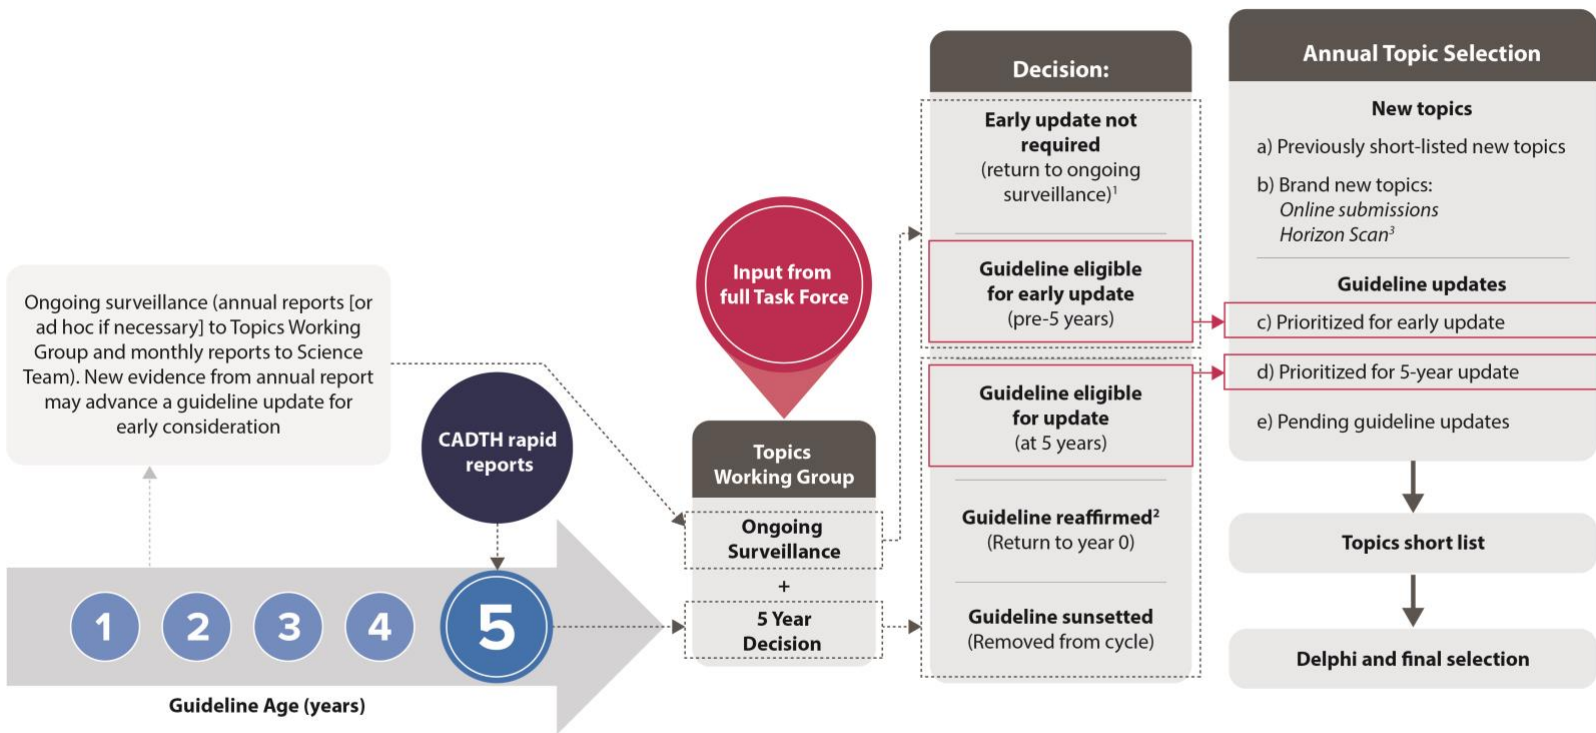 Ongoing surveillance (annual reports [or
ad hoc if necessary] to Topics Working
Group and monthly reports to Science
Team). New evidence from annual report
may advance a guideline update for
early consideration
CADTH rapid
reports
1
2
3
4
5
Guideline Age (years)
Input from
full Task Force
Topics
Working Group
Ongoing
Surveillance
+
5 Year
Decision
Decision:
Early update not
required
(return to ongoing
surveillance)¹
Guideline eligible
for early update
(pre-5 years)
Guideline eligible
for update
(at 5 years)
Guideline reaffirmed²
(Return to year 0)
Guideline sunsetted
(Removed from cycle)
Annual Topic Selection
New topics
a) Previously short-listed new topics
b) Brand new topics:
Online submissions
Horizon Scan³
Guideline updates
c) Prioritized for early update
d) Prioritized for 5-year update
e) Pending guideline updates
Topics short list
Delphi and final selection